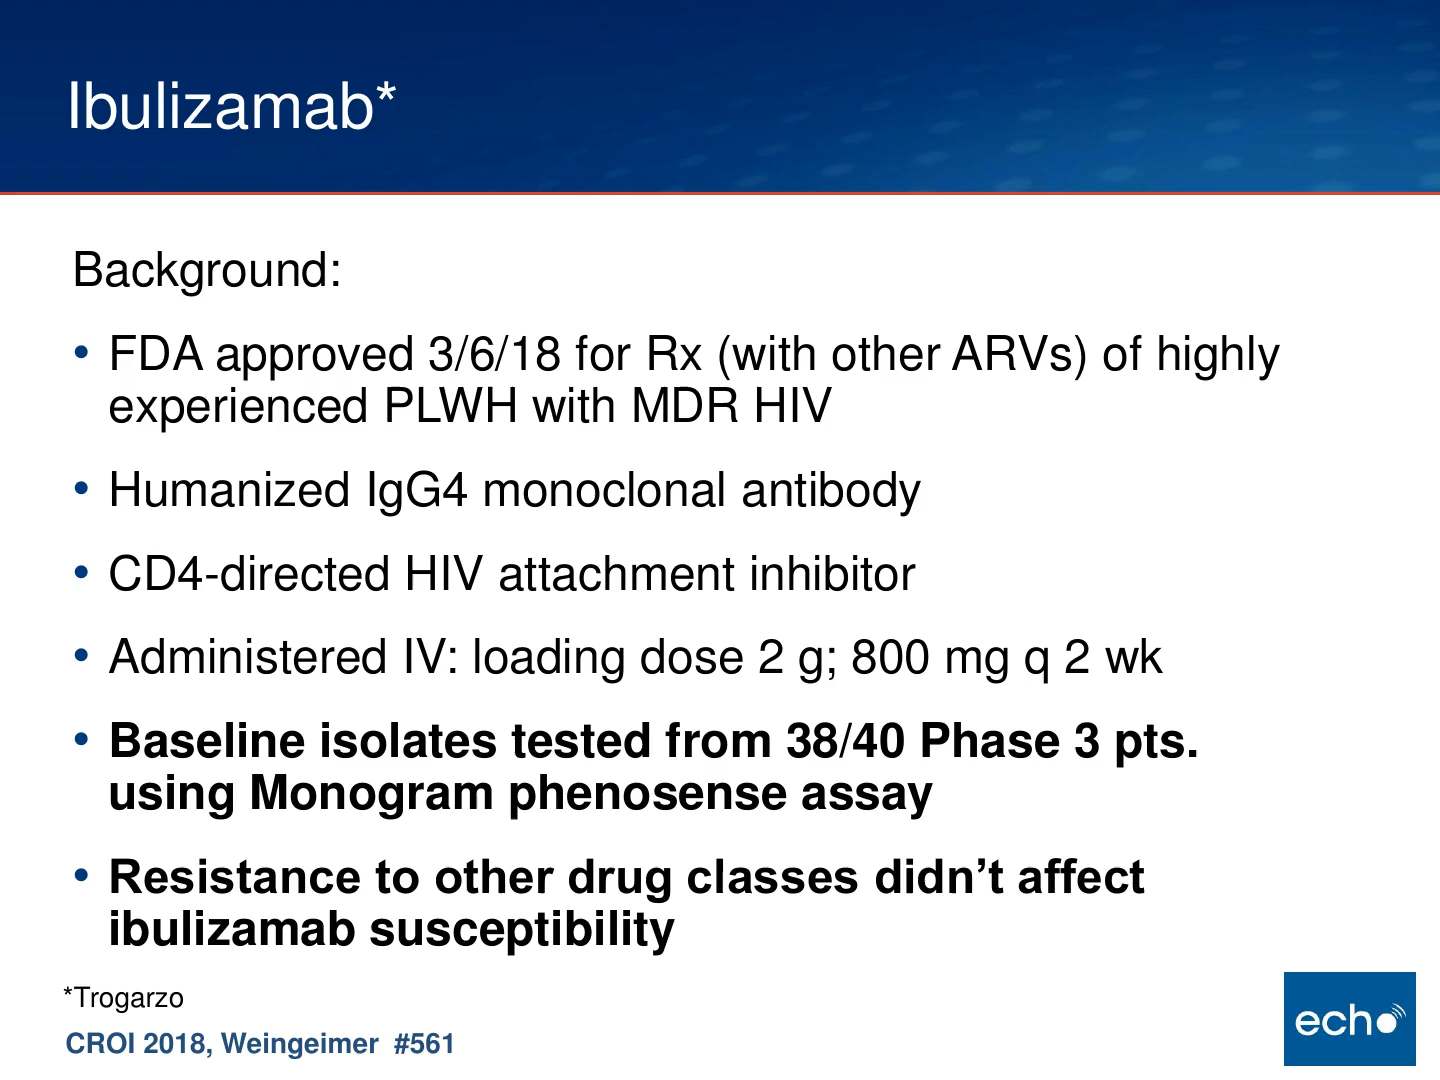 Ibulizamab*
Background:
• FDA approved 3/6/18 for Rx (with other ARVs) of highly
experienced PLWH with MDR HIV
• Humanized IgG4 monoclonal antibody
• CD4-directed HIV attachment inhibitor
• Administered IV: loading dose 2 g; 800 mg q 2 wk
• Baseline isolates tested from 38/40 Phase 3 pts.
using Monogram phenosense assay
• Resistance to other drug classes didn’t affect
ibulizamab susceptibility
*Trogarzo
CROI 2018, Weingeimer #561
echo